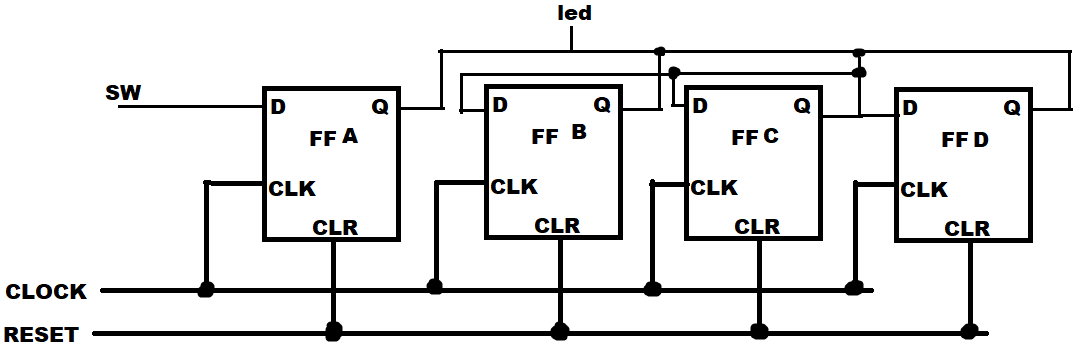 led
SW
D Q D Q D Q D Q
FF A FF B FF C FF D
CLK CLK CLK CLK
CLR CLR CLR CLR
CLOCK
RESET